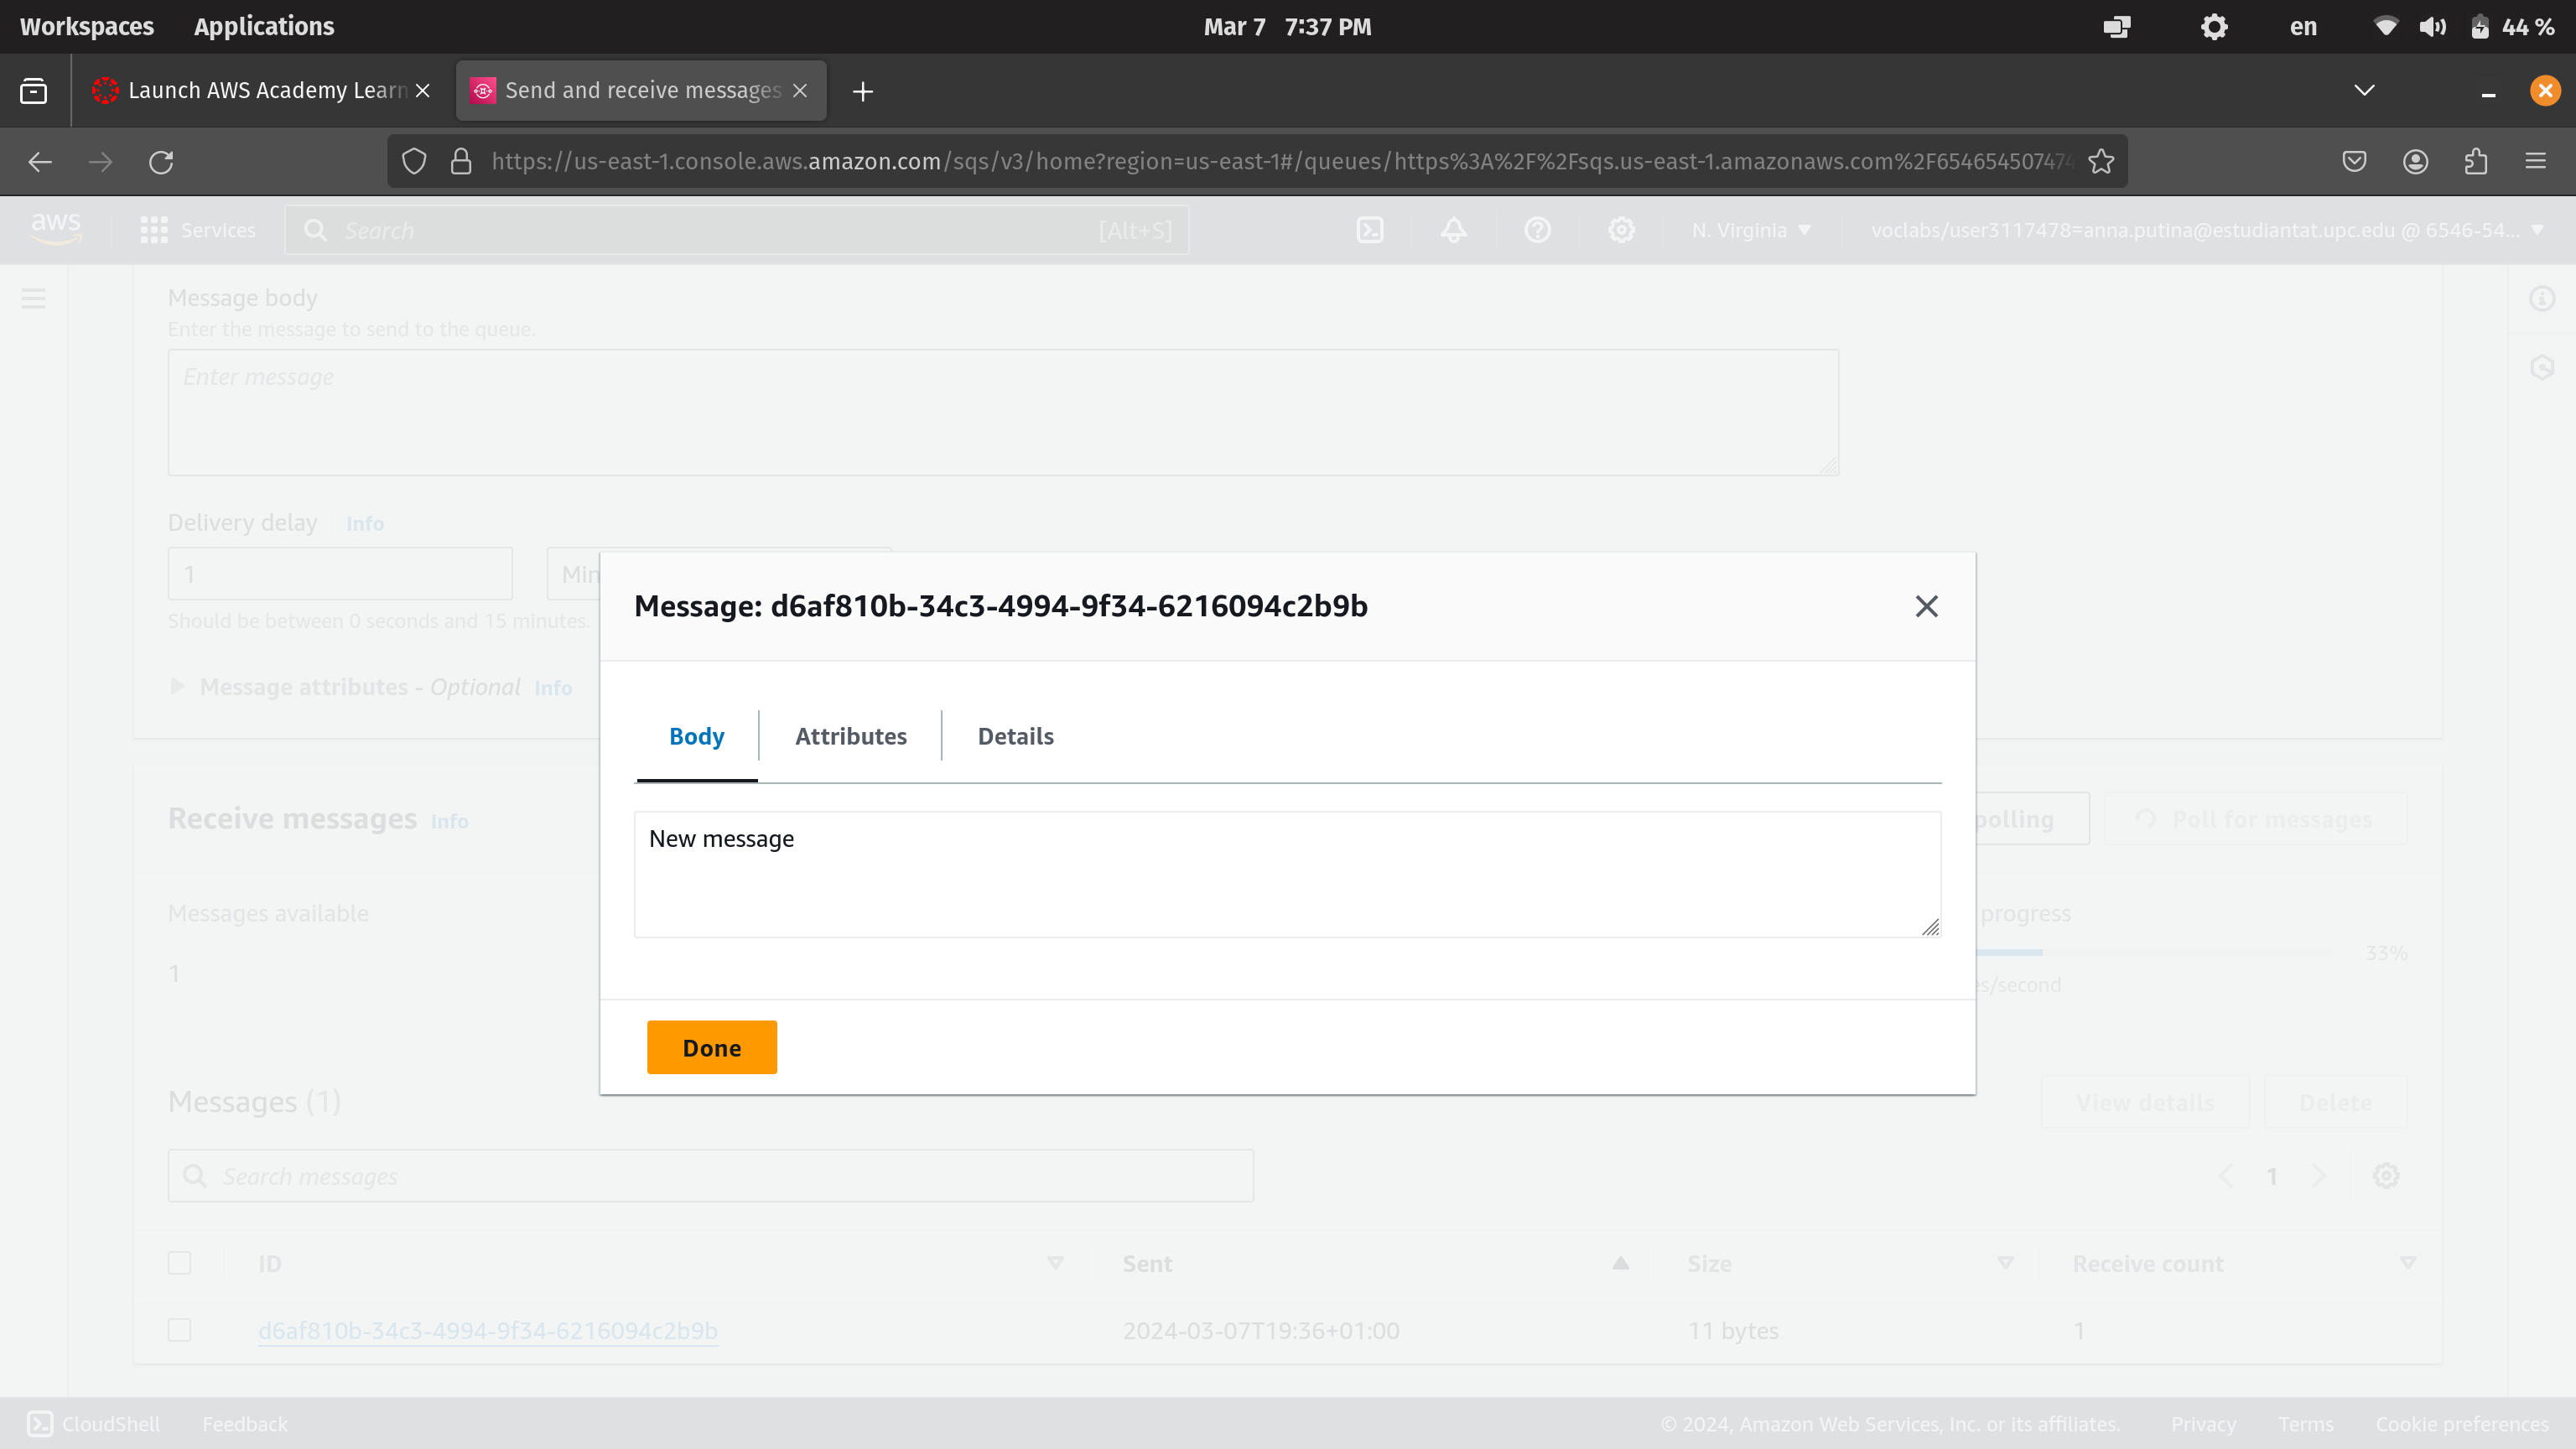 Workspaces Applications Mar 7 7:37 PM en 44 %
Launch AWS Academy Learn Send and receive messages
https://us-east-1.console.aws.amazon.com/sqs/v3/home?region=us-east-1#/queues/https%3A%2F%2Fsqs.us-east-1.amazonaws.com%2F654654507474
aws Services Search [Alt+S] N. Virginia voclabs/user3117478=anna.putina@estudiantat.upc.edu @ 6546-54...
Message body
Enter the message to send to the queue.
Enter message
Delivery delay Info
1 Min
Should be between 0 seconds and 15 minutes.
Message attributes - Optional Info
Message: d6af810b-34c3-4994-9f34-6216094c2b9b
Body Attributes Details
New message
Done
Receive messages Info polling Poll for messages
Messages available progress
1 33%
s/second
Messages (1) View details Delete
Search messages 1
ID Sent Size Receive count
d6af810b-34c3-4994-9f34-6216094c2b9b 2024-03-07T19:36+01:00 11 bytes 1
CloudShell Feedback © 2024, Amazon Web Services, Inc. or its affiliates. Privacy Terms Cookie preferences